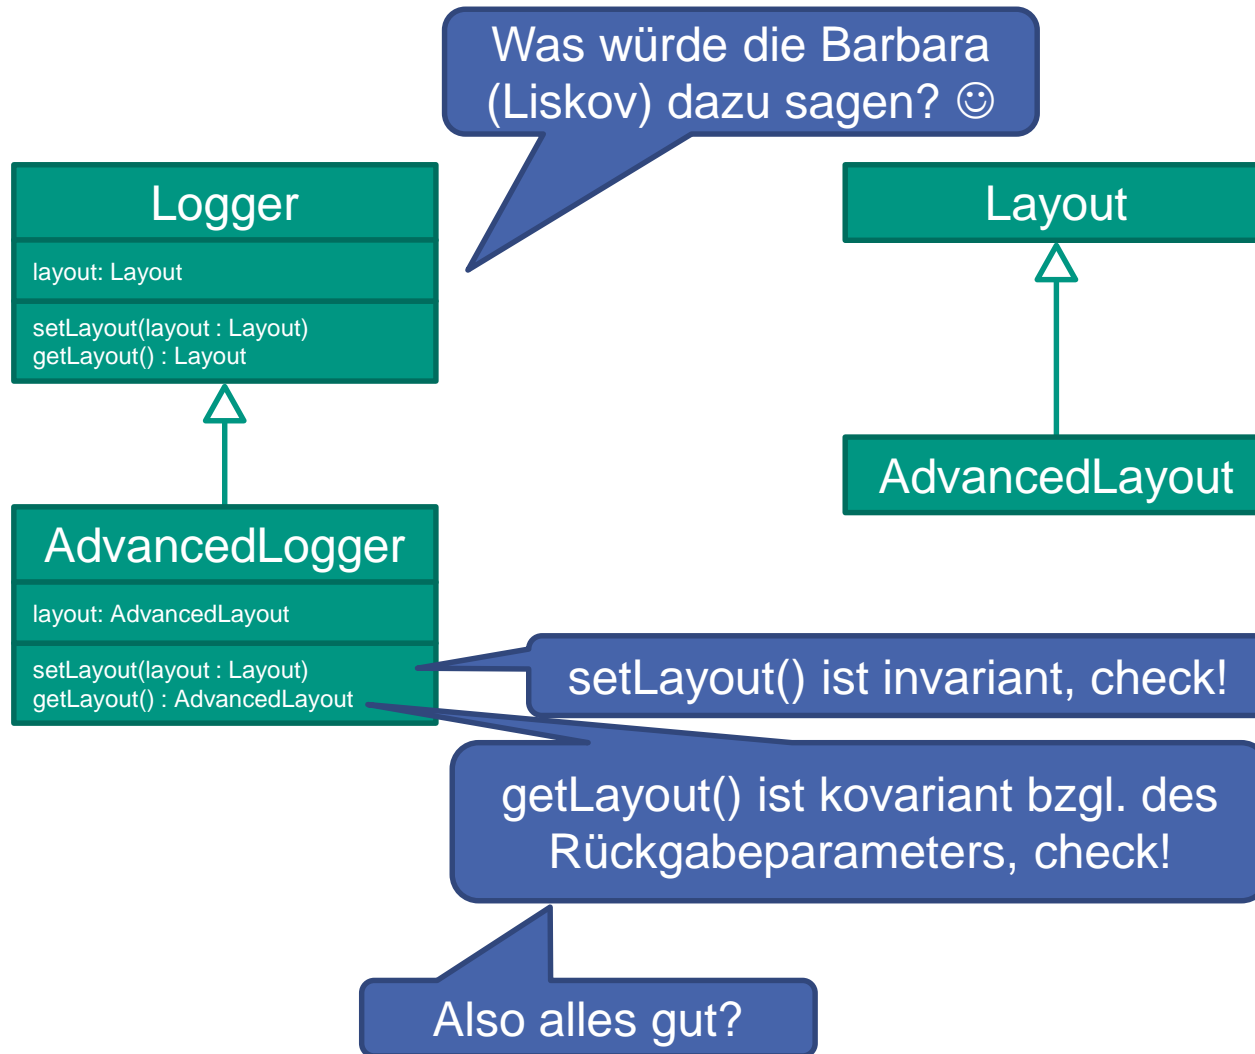 Was würde die Barbara
(Liskov) dazu sagen? ☺
Logger
layout: Layout
setLayout(layout : Layout)
getLayout() : Layout
Layout
AdvancedLayout
AdvancedLogger
layout: AdvancedLayout
setLayout(layout : Layout)
getLayout() : AdvancedLayout
setLayout() ist invariant, check!
getLayout() ist kovariant bzgl. des
Rückgabeparameters, check!
Also alles gut?